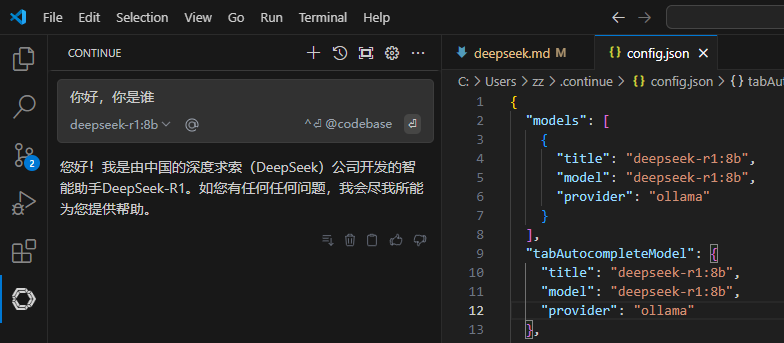 File Edit Selection View Go Run Terminal Help
CONTINUE
你好，你是谁
deepseek-r1:8b @ ^⏎ @codebase ⏎
您好！我是由中国的深度求索（DeepSeek）公司开发的智
能助手DeepSeek-R1。如您有任何任何问题，我会尽我所能
为您提供帮助。
2
deepseek.md M
{ } config.json ×
C: > Users > zz > .continue > { } config.json > { } tabAu
1 {
2 "models": [
3 {
4 "title": "deepseek-r1:8b",
5 "model": "deepseek-r1:8b",
6 "provider": "ollama"
7 }
8 ],
9 "tabAutocompleteModel": {
10 "title": "deepseek-r1:8b",
11 "model": "deepseek-r1:8b",
12 "provider": "ollama"
13 },